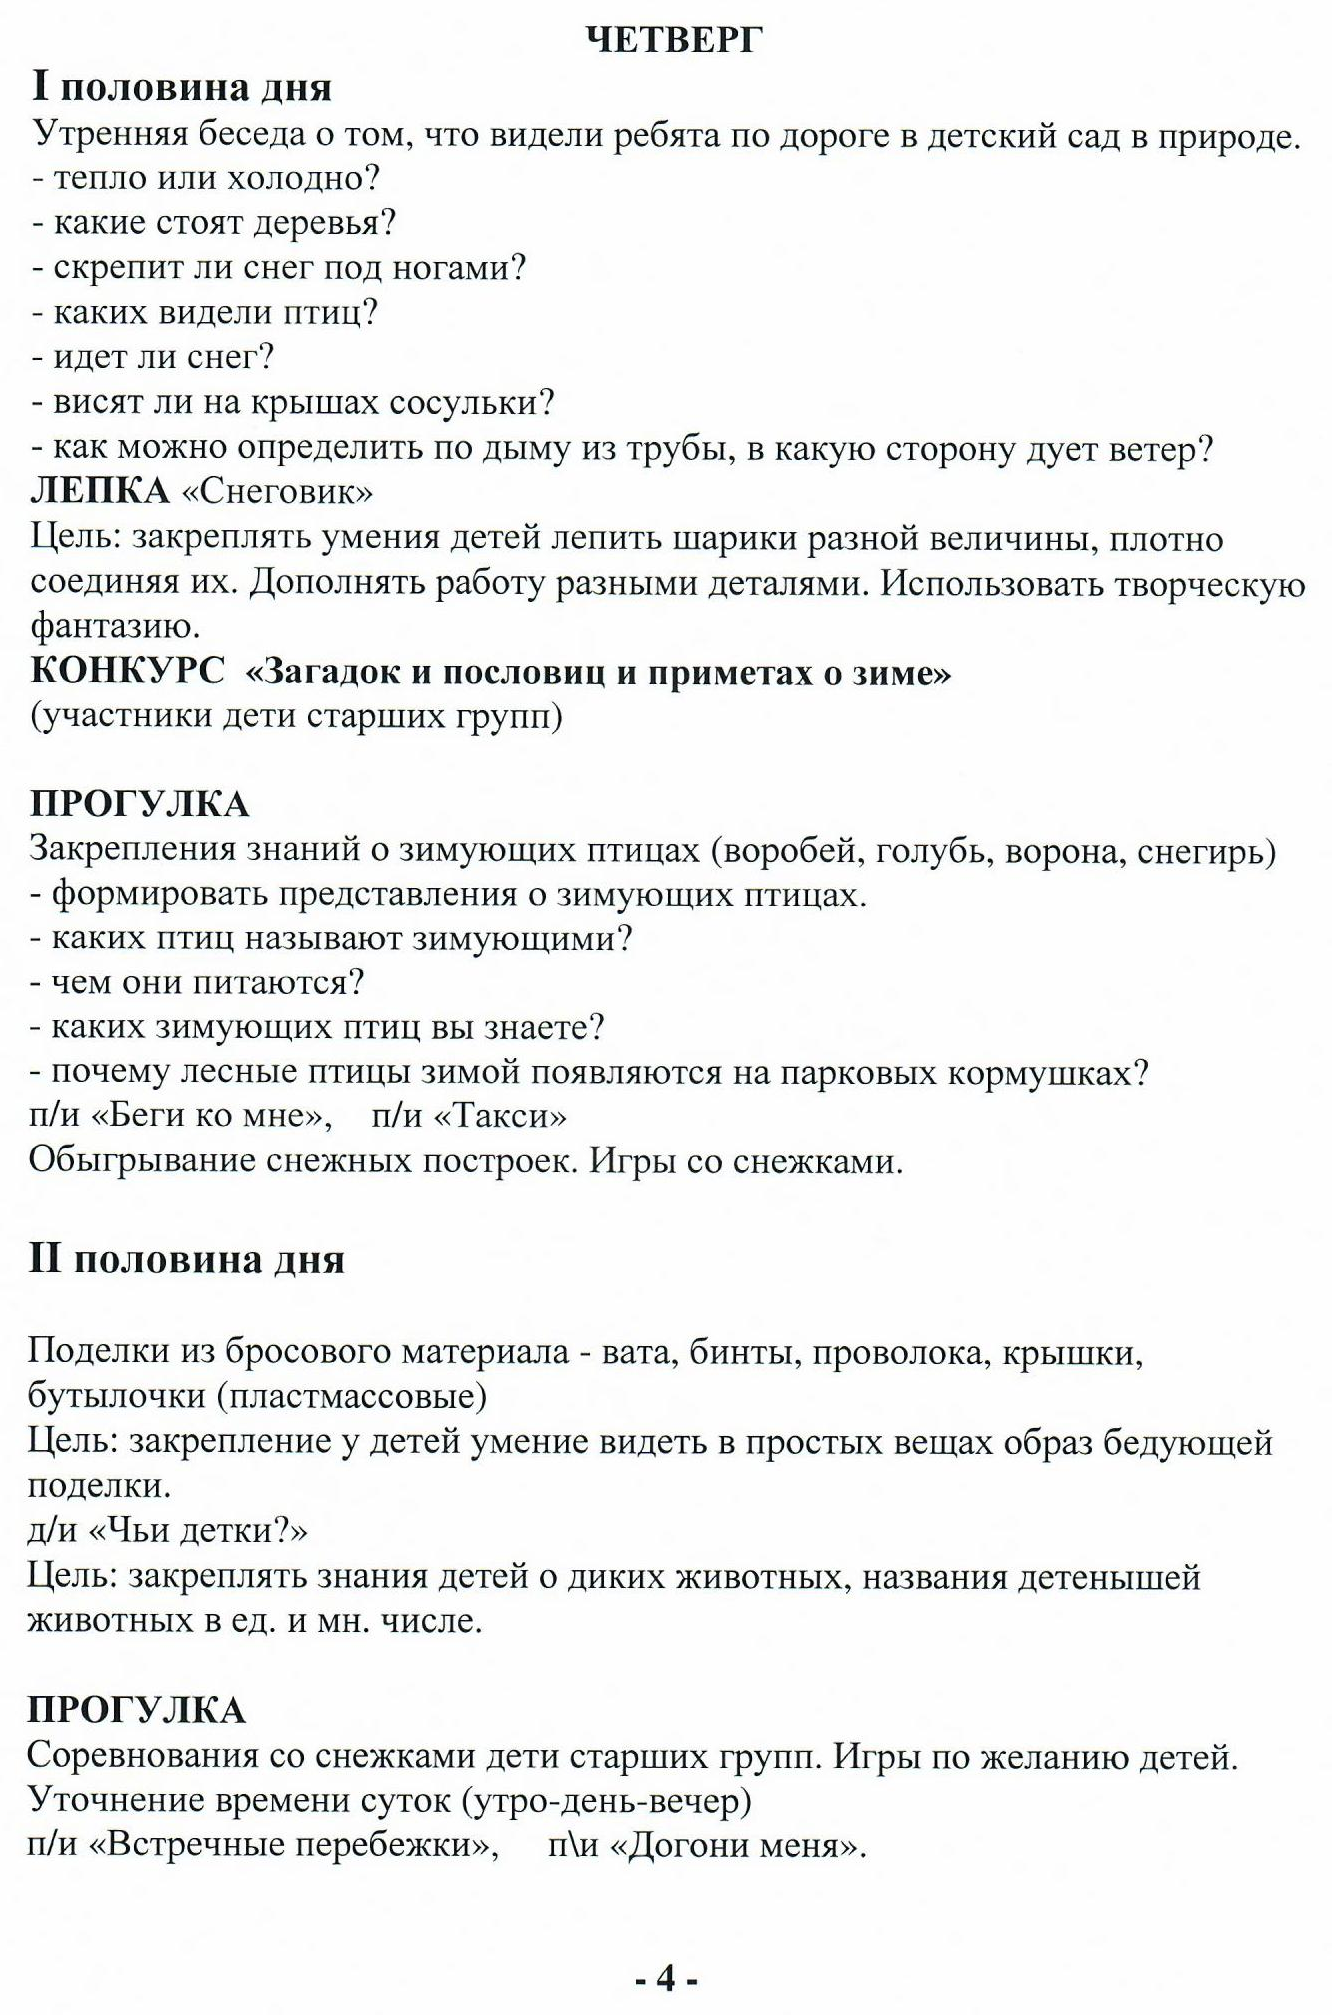 ЧЕТВЕРГ
I половина дня
Утренняя беседа о том, что видели ребята по дороге в детский сад в природе.
- тепло или холодно?
- какие стоят деревья?
- скрепит ли снег под ногами?
- каких видели птиц?
- идет ли снег?
- висят ли на крышах сосульки?
- как можно определить по дыму из трубы, в какую сторону дует ветер?
ЛЕПКА «Снеговик»
Цель: закреплять умения детей лепить шарики разной величины, плотно
соединяя их. Дополнять работу разными деталями. Использовать творческую
фантазию.
КОНКУРС «Загадок и пословиц и приметах о зиме»
(участники дети старших групп)
ПРОГУЛКА
Закрепления знаний о зимующих птицах (воробей, голубь, ворона, снегирь)
- формировать представления о зимующих птицах.
- каких птиц называют зимующими?
- чем они питаются?
- каких зимующих птиц вы знаете?
- почему лесные птицы зимой появляются на парковых кормушках?
п/и «Беги ко мне», п/и «Такси»
Обыгрывание снежных построек. Игры со снежками.
II половина дня
Поделки из бросового материала - вата, бинты, проволока, крышки,
бутылочки (пластмассовые)
Цель: закрепление у детей умение видеть в простых вещах образ бедующей
поделки.
д/и «Чьи детки?»
Цель: закреплять знания детей о диких животных, названия детенышей
животных в ед. и мн. числе.
ПРОГУЛКА
Соревнования со снежками дети старших групп. Игры по желанию детей.
Уточнение времени суток (утро-день-вечер)
п/и «Встречные перебежки», п\и «Догони меня».
- 4 -